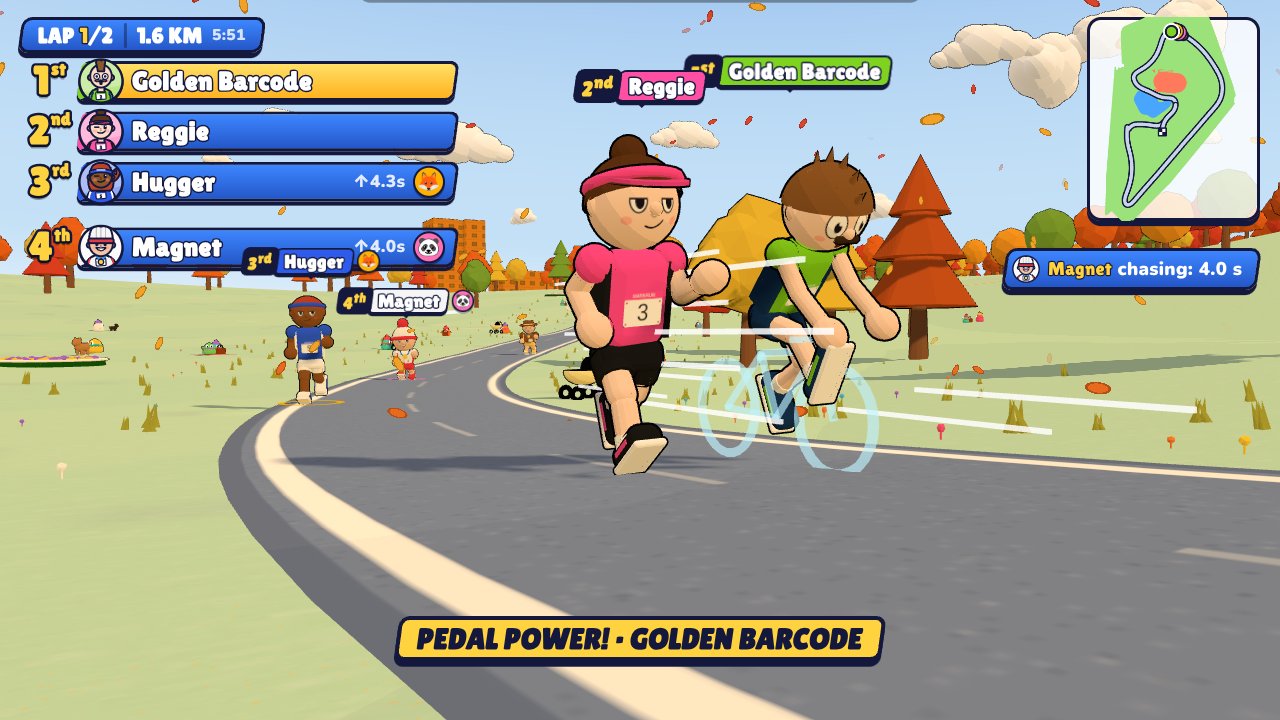 LAP 1/2 1.6 KM 5:51
1st Golden Barcode
2nd Reggie
3rd Hugger ↑4.3s
4th Magnet ↑4.0s
2nd Reggie
1st Golden Barcode
3rd Hugger
4th Magnet
3
Magnet chasing: 4.0 s
PEDAL POWER! · GOLDEN BARCODE